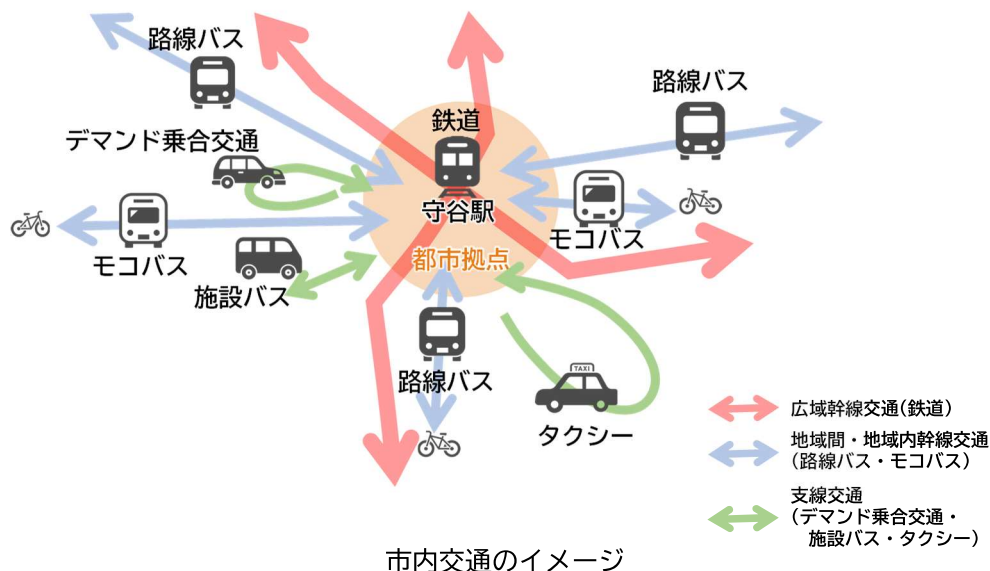 路線バス
鉄道
路線バス
デマンド乗合交通
守谷駅
モコバス
モコバス
都市拠点
施設バス
路線バス
TAXI
タクシー
広域幹線交通(鉄道)
地域間・地域内幹線交通
(路線バス・モコバス)
支線交通
(デマンド乗合交通・
施設バス・タクシー)
市内交通のイメージ